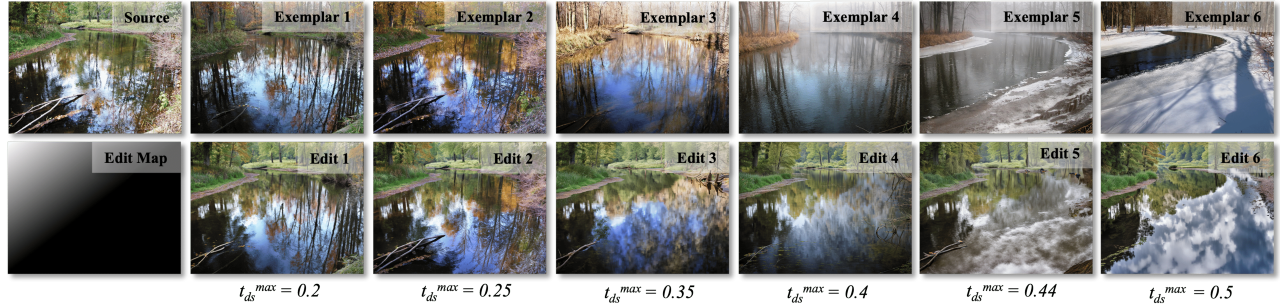 Source
Exemplar 1
Exemplar 2
Exemplar 3
Exemplar 4
Exemplar 5
Exemplar 6
Edit Map
Edit 1
Edit 2
Edit 3
Edit 4
Edit 5
Edit 6
t_ds^max = 0.2
t_ds^max = 0.25
t_ds^max = 0.35
t_ds^max = 0.4
t_ds^max = 0.44
t_ds^max = 0.5